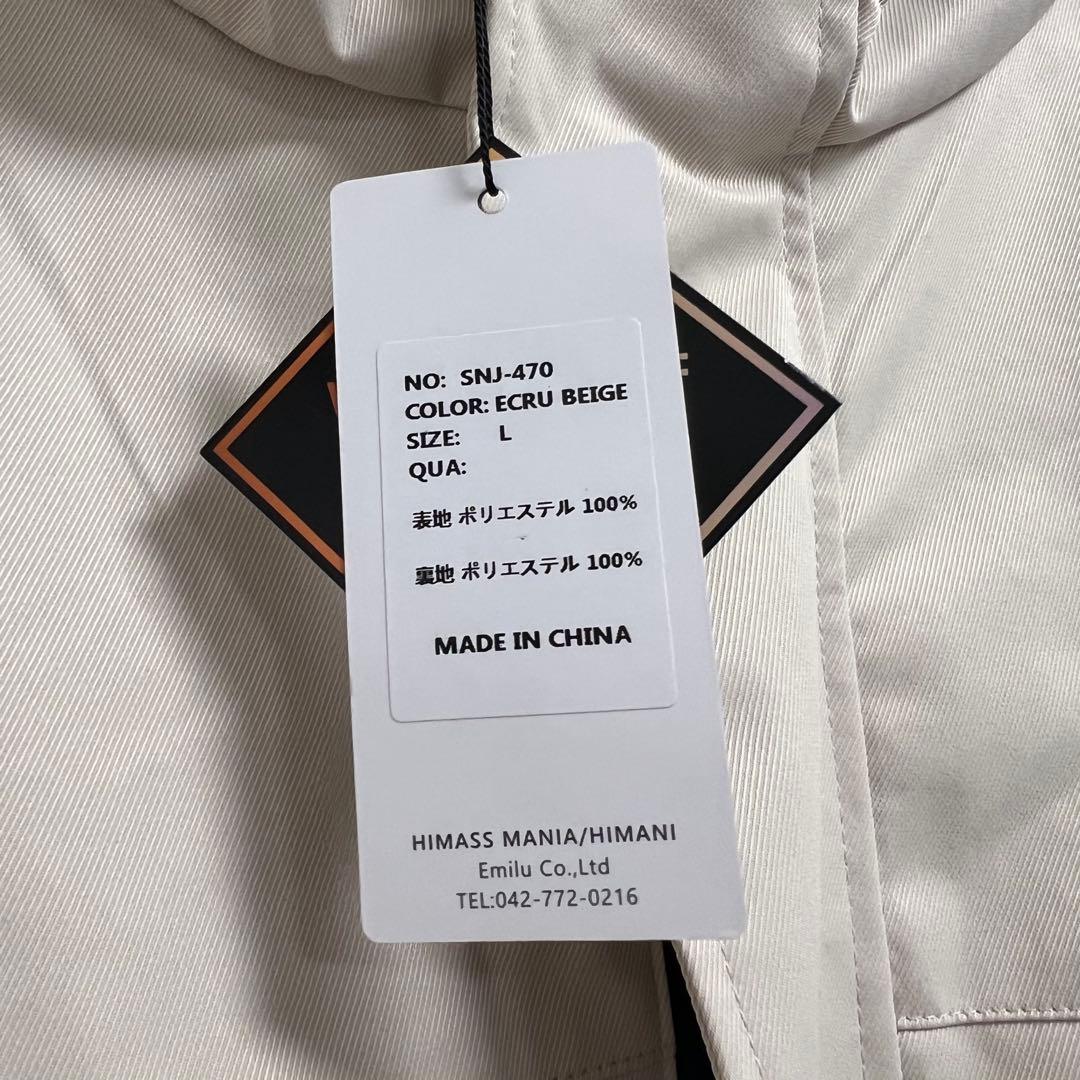 NO: SNJ-470
COLOR: ECRU BEIGE
SIZE: L
QUA:
表地 ポリエステル 100%
裏地 ポリエステル 100%
MADE IN CHINA
HIMASS MANIA/HIMANI
Emilu Co.,Ltd
TEL:042-772-0216